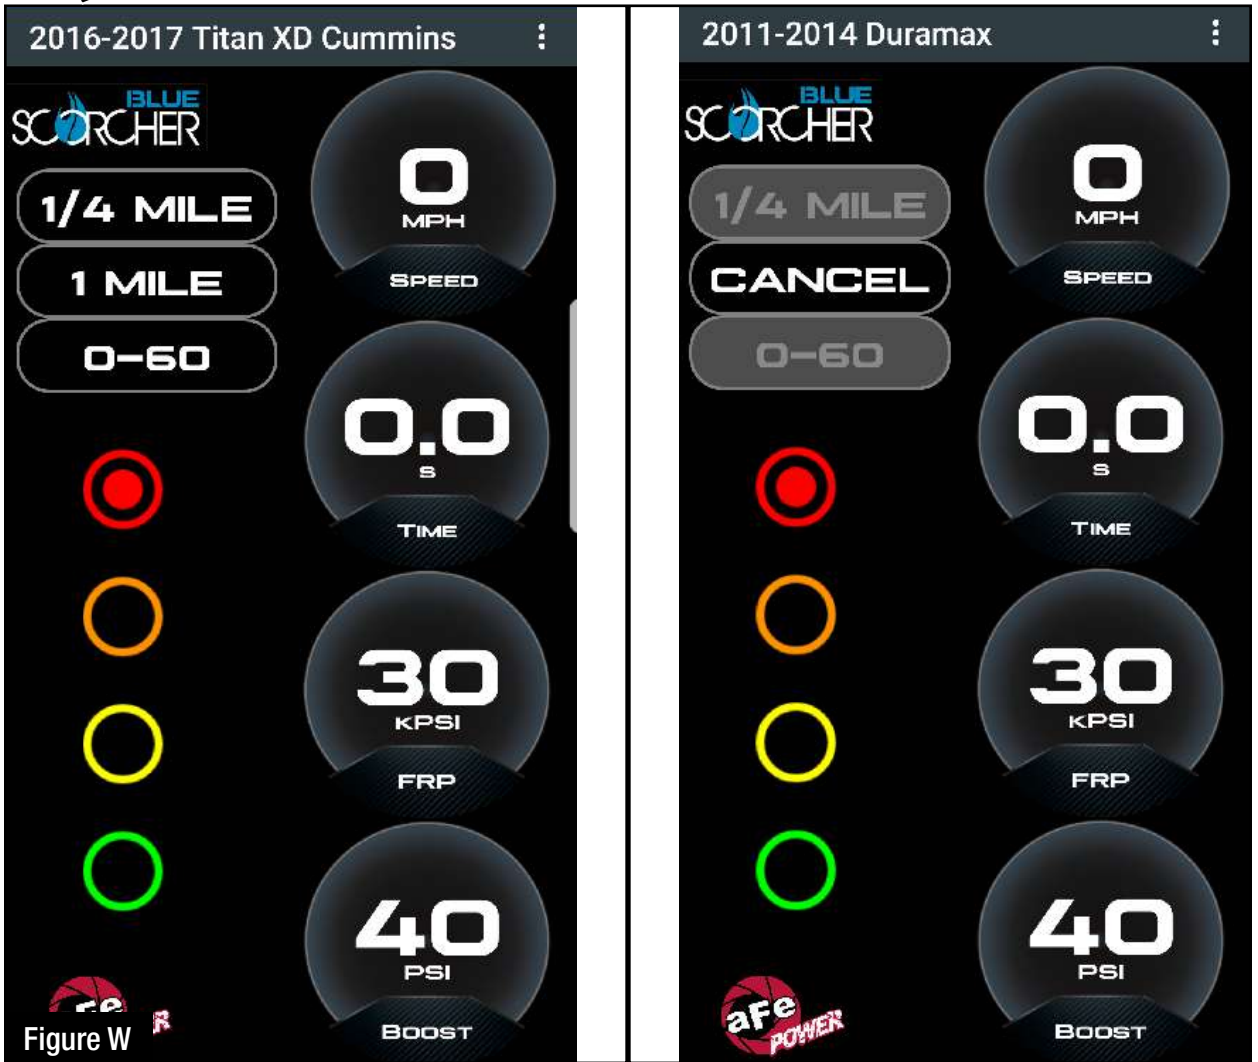 2016-2017 Titan XD Cummins
BLUE
SCORCHER
1/4 MILE
1 MILE
0-60
0
MPH
SPEED
0.0
S
TIME
30
KPSI
FRP
40
PSI
BOOST
aFe
R
Figure W
2011-2014 Duramax
BLUE
SCORCHER
1/4 MILE
CANCEL
0-60
0
MPH
SPEED
0.0
S
TIME
30
KPSI
FRP
40
PSI
BOOST
aFe
POWER